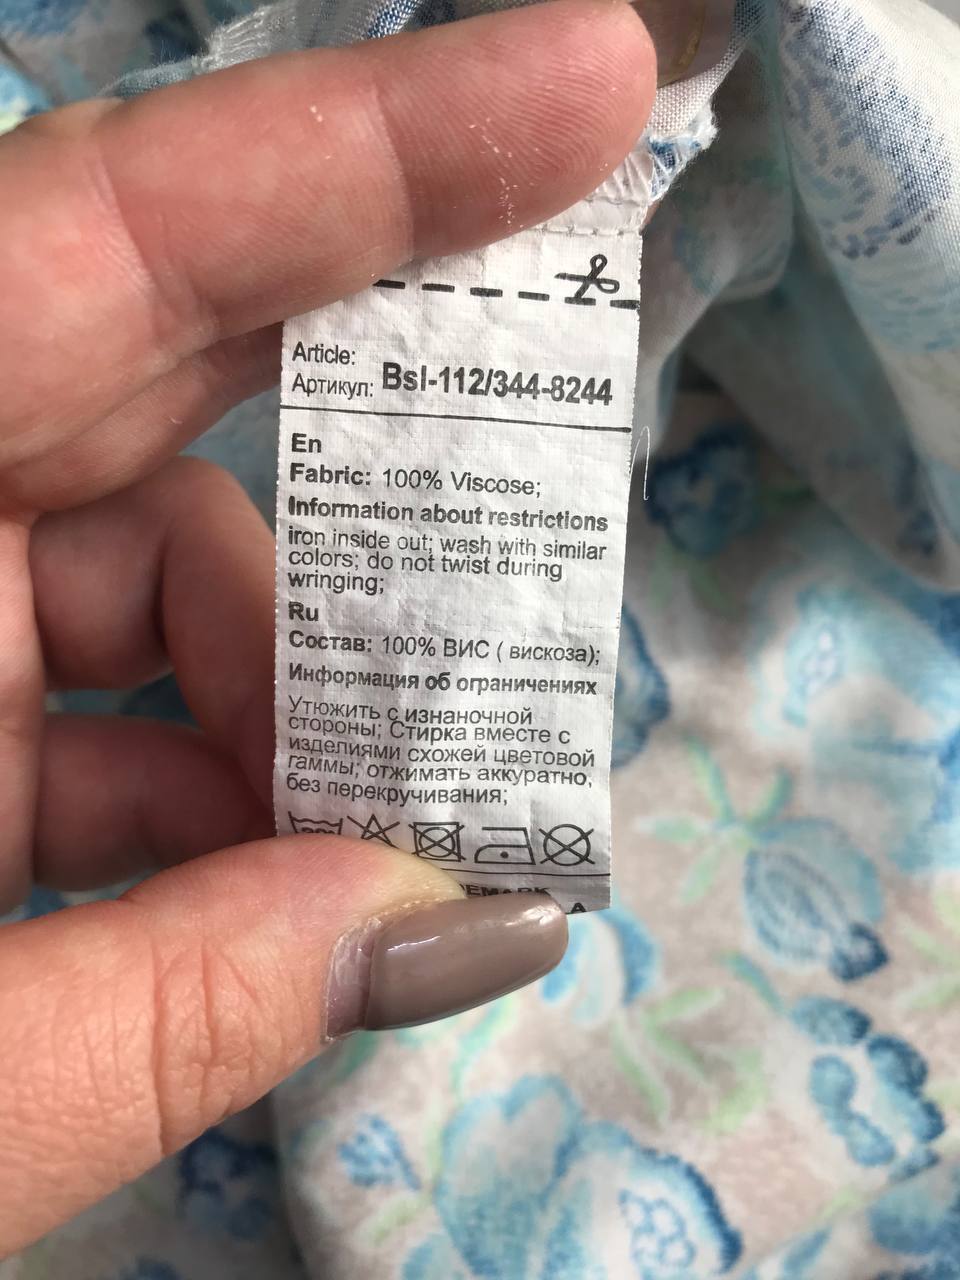 Article:
Артикул: Bsl-112/344-8244
En
Fabric: 100% Viscose;
Information about restrictions
iron inside out; wash with similar
colors; do not twist during
wringing;
Ru
Состав: 100% ВИС ( вискоза);
Информация об ограничениях
Утюжить с изнаночной
стороны; Стирка вместе с
изделиями схожей цветовой
гаммы; отжимать аккуратно,
без перекручивания;